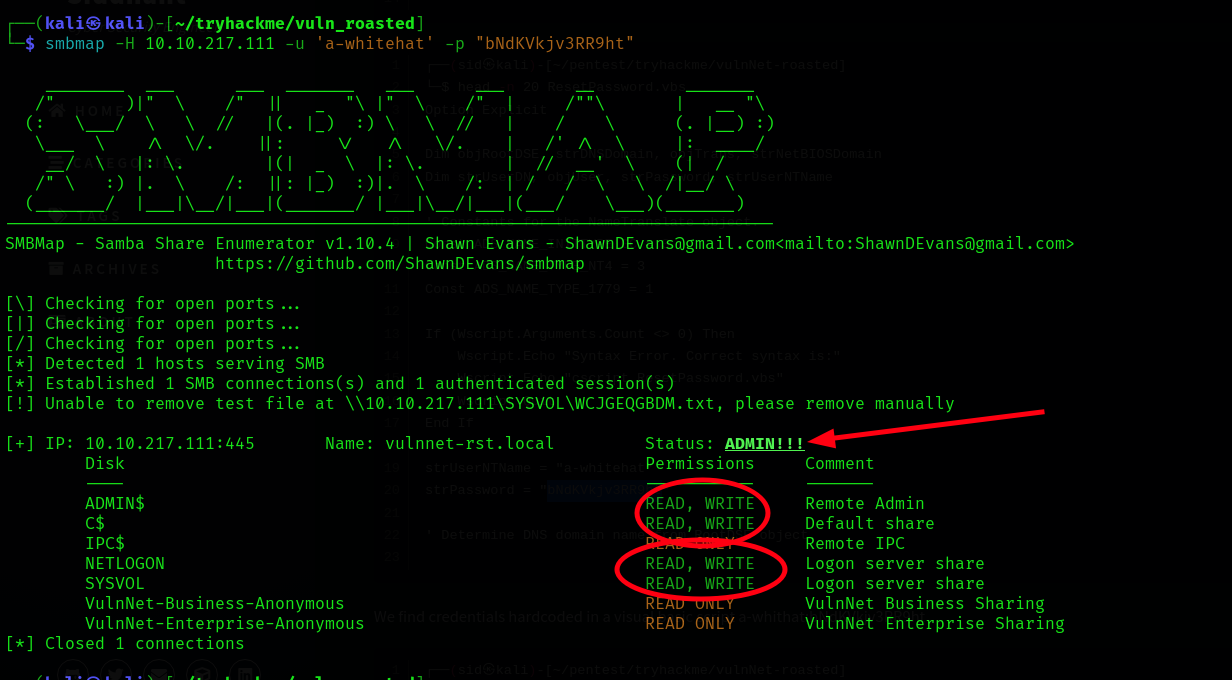 ┌──(kali㉿kali)-[~/tryhackme/vuln_roasted]
└─$ smbmap -H 10.10.217.111 -u 'a-whitehat' -p "bNdKVkjv3RR9ht"
SMBMAP
SMBMap - Samba Share Enumerator v1.10.4 | Shawn Evans - ShawnDEvans@gmail.com<mailto:ShawnDEvans@gmail.com>
https://github.com/ShawnDEvans/smbmap
[\] Checking for open ports...
[|] Checking for open ports...
[/] Checking for open ports...
[*] Detected 1 hosts serving SMB
[*] Established 1 SMB connections(s) and 1 authenticated session(s)
[!] Unable to remove test file at \\10.10.217.111\SYSVOL\WCJGEQGBDM.txt, please remove manually
[+] IP: 10.10.217.111:445 Name: vulnnet-rst.local Status: ADMIN!!!
Disk Permissions Comment
---- ----------- -------
ADMIN$ READ, WRITE Remote Admin
C$ READ, WRITE Default share
IPC$ READ ONLY Remote IPC
NETLOGON READ, WRITE Logon server share
SYSVOL READ, WRITE Logon server share
VulnNet-Business-Anonymous READ ONLY VulnNet Business Sharing
VulnNet-Enterprise-Anonymous READ ONLY VulnNet Enterprise Sharing
[*] Closed 1 connections